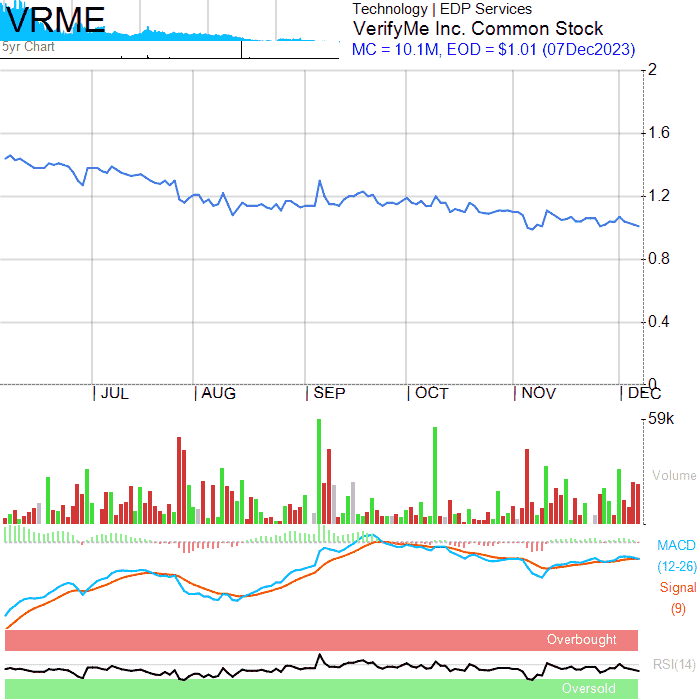 VRME
5yr Chart
Technology | EDP Services
VerifyMe Inc. Common Stock
MC = 10.1M, EOD = $1.01 (07Dec2023)
2
1.6
1.2
0.8
0.4
0
JUL AUG SEP OCT NOV DEC
59k
Volume
MACD
(12-26)
Signal
(9)
Overbought
RSI(14)
Oversold